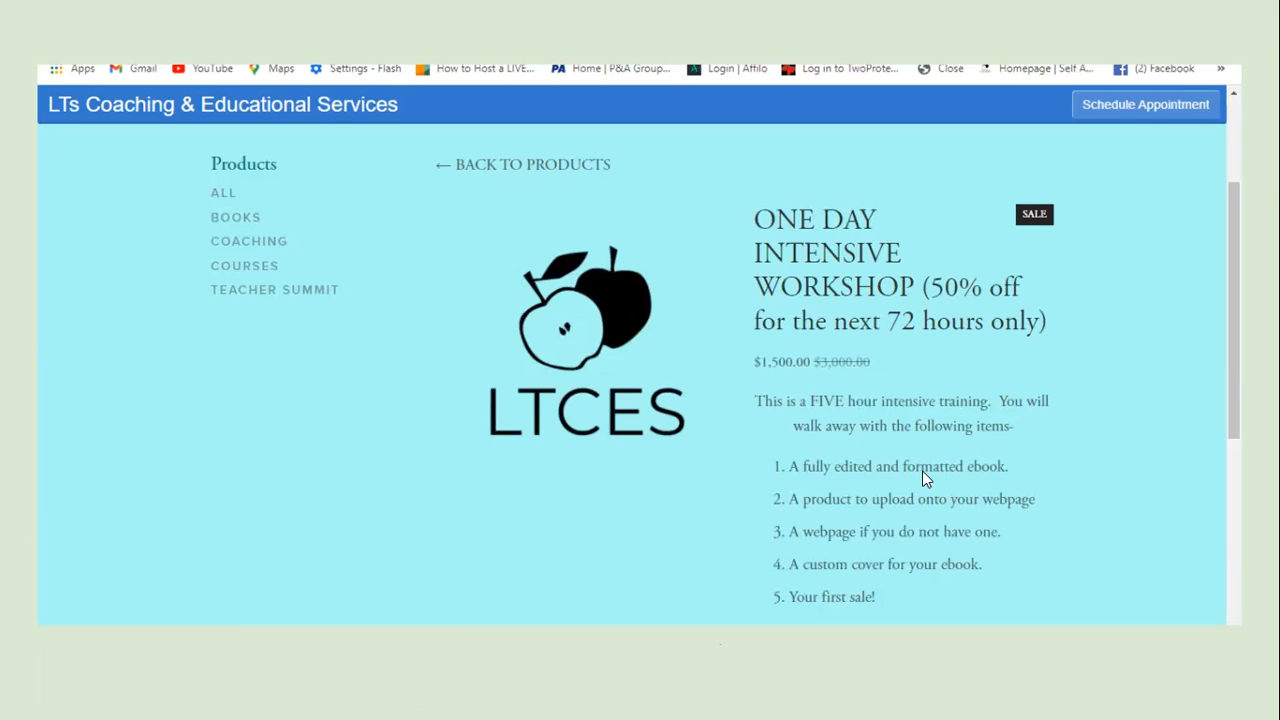 Apps Gmail YouTube Maps Settings - Flash How to Host a LIVE... PA Home | P&A Group... Login | Affilo Log in to TwoProte... Close Homepage | Self A... (2) Facebook »
LTs Coaching & Educational Services Schedule Appointment
Products
ALL
BOOKS
COACHING
COURSES
TEACHER SUMMIT
← BACK TO PRODUCTS
LTCES
SALE
ONE DAY
INTENSIVE
WORKSHOP (50% off
for the next 72 hours only)
$1,500.00 $3,000.00
This is a FIVE hour intensive training. You will
walk away with the following items-
1. A fully edited and formatted ebook.
2. A product to upload onto your webpage
3. A webpage if you do not have one.
4. A custom cover for your ebook.
5. Your first sale!